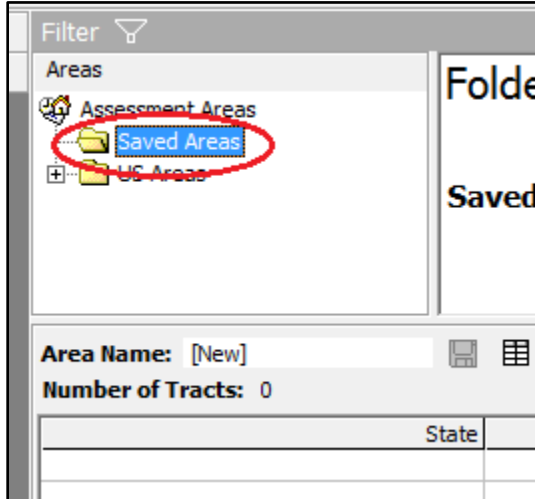 Filter
Areas
Assessment Areas
Saved Areas
US Areas
Folde
Saved
Area Name: [New]
Number of Tracts: 0
State